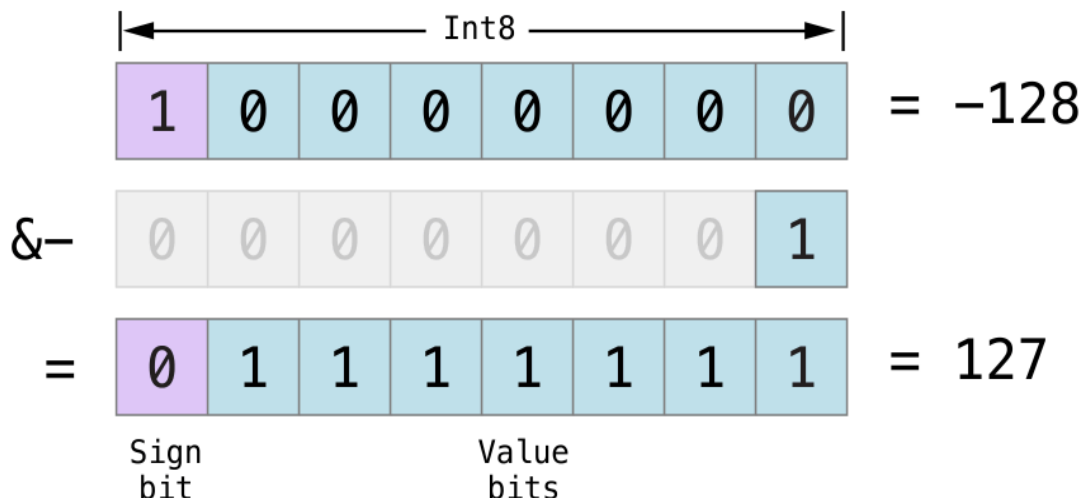 Int8
1 0 0 0 0 0 0 0 = −128
&− 0 0 0 0 0 0 0 1
= 0 1 1 1 1 1 1 1 = 127
Sign Value
bit bits